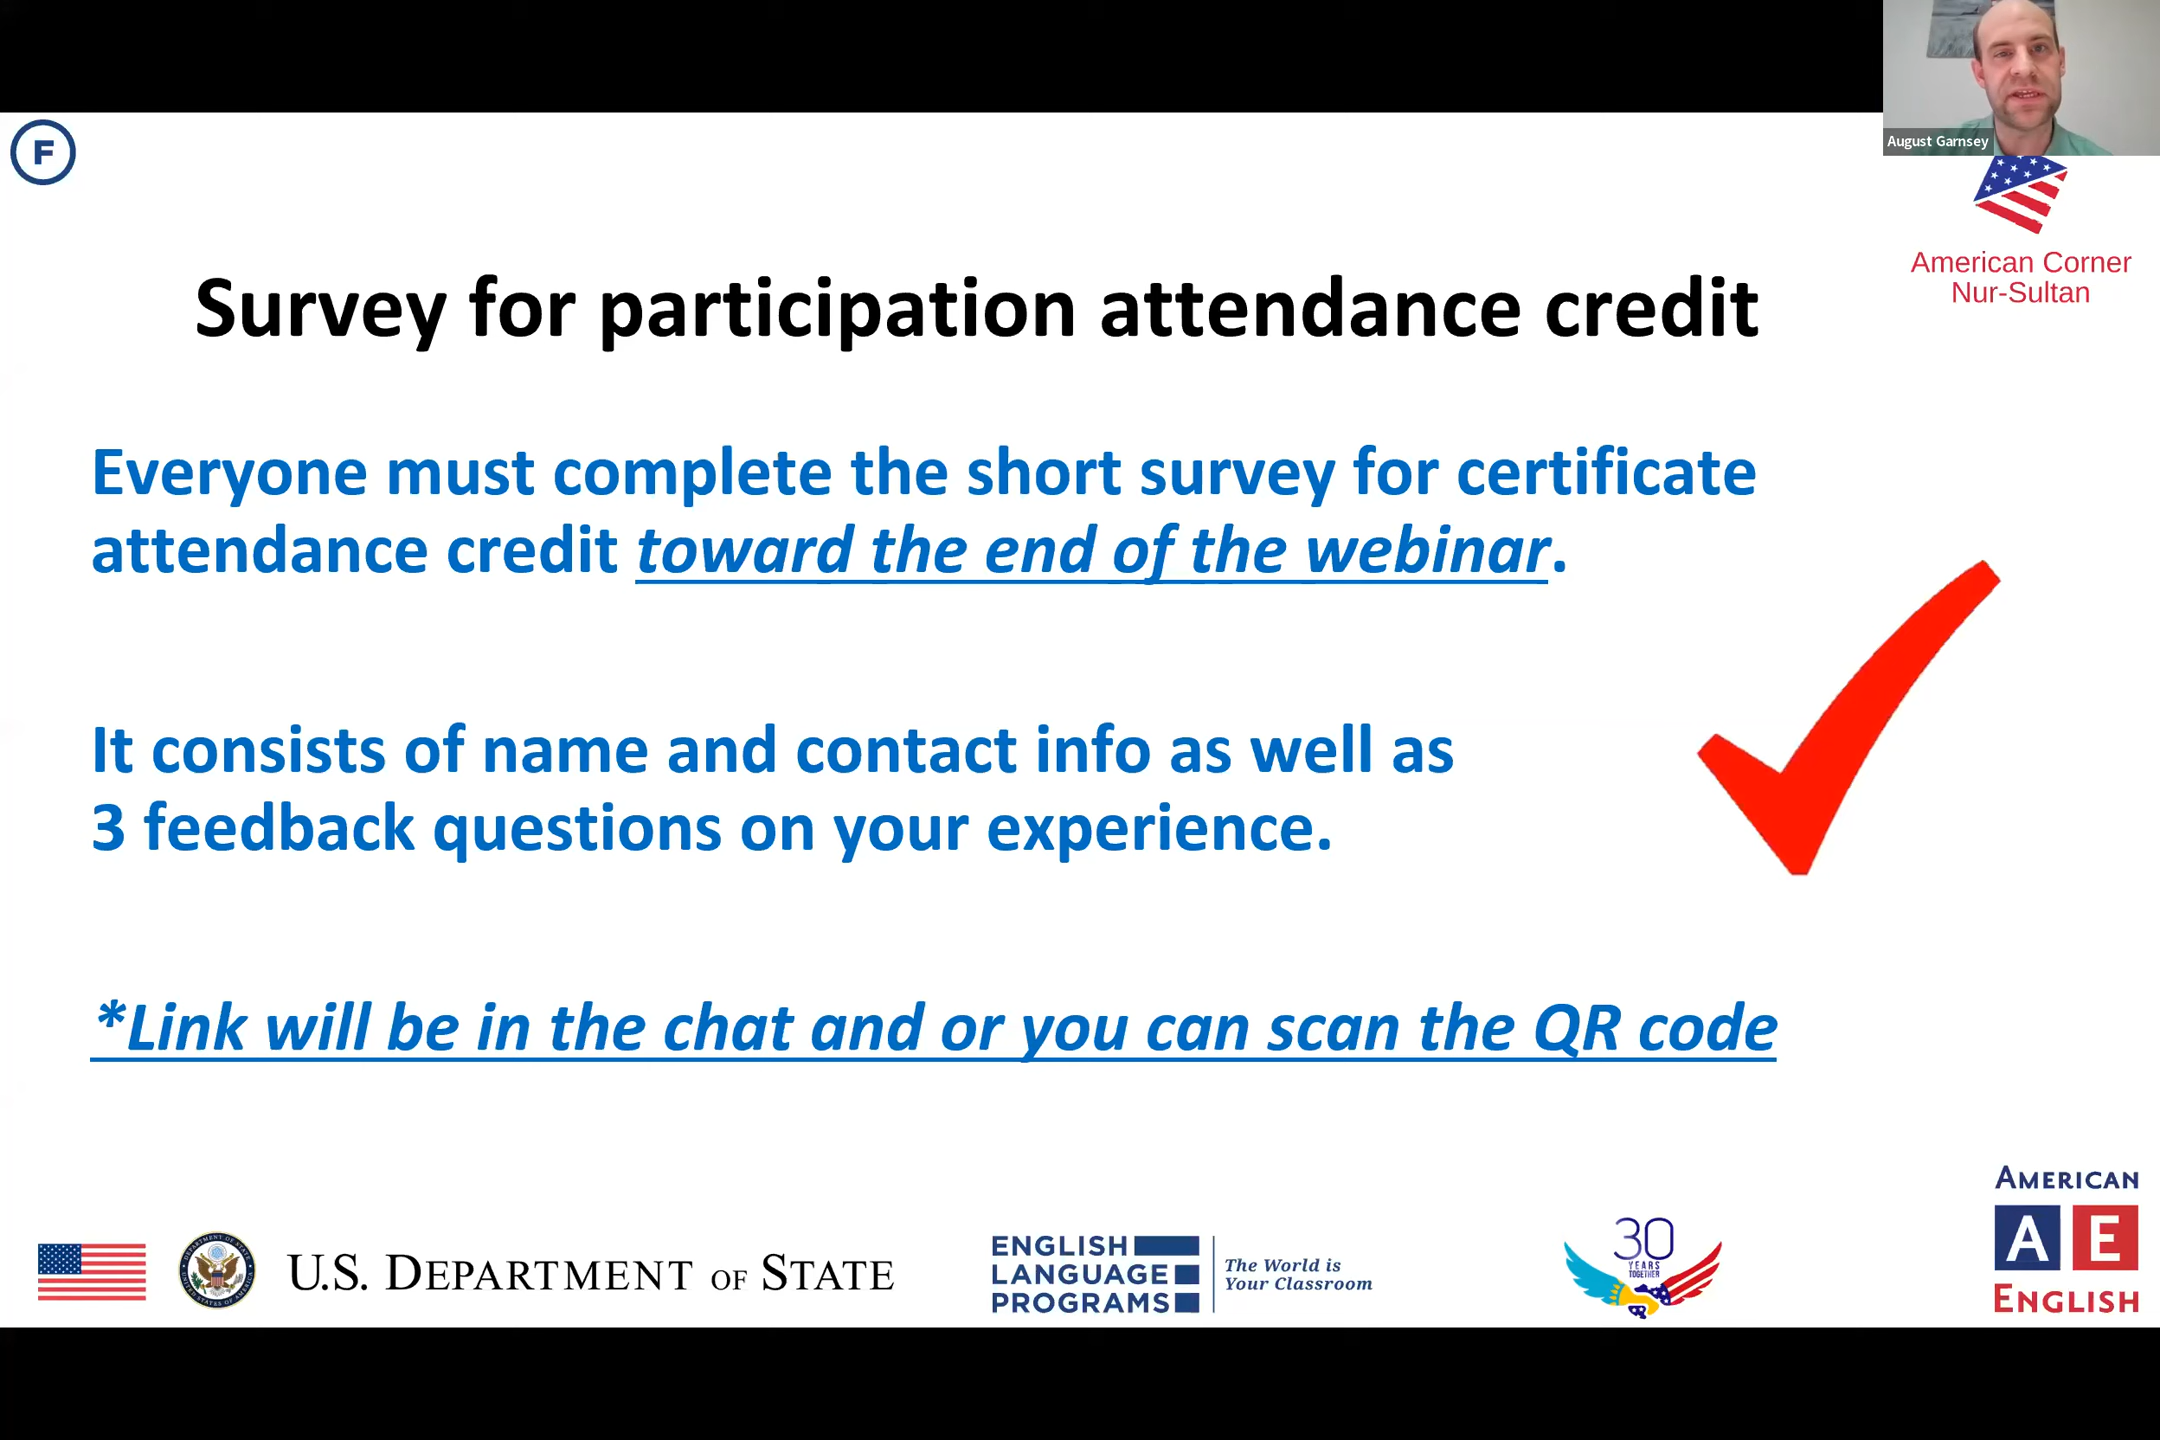 August Garnsey
F
American Corner
Nur-Sultan
Survey for participation attendance credit
Everyone must complete the short survey for certificate
attendance credit toward the end of the webinar.
It consists of name and contact info as well as
3 feedback questions on your experience.
*Link will be in the chat and or you can scan the QR code
U.S. DEPARTMENT OF STATE
ENGLISH
LANGUAGE
PROGRAMS
The World is
Your Classroom
30
YEARS
TOGETHER
AMERICAN
A E
ENGLISH